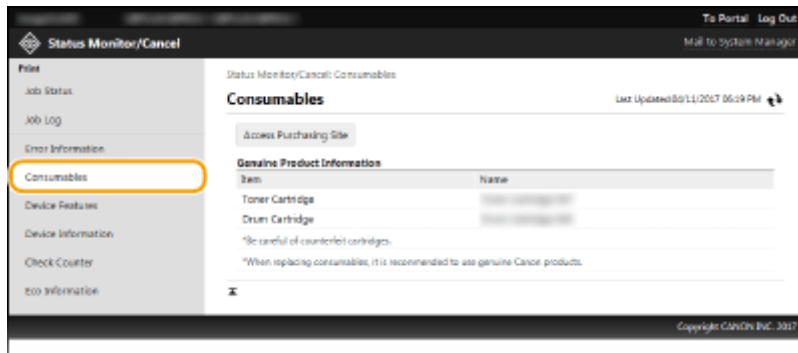 To Portal Log Out
Status Monitor/Cancel
Mail to System Manager
Print
Job Status
Job Log
Error Information
Consumables
Device Features
Device Information
Check Counter
Eco Information
Status Monitor/Cancel: Consumables
Consumables
Last Updated
2017 06:19 PM
Access Purchasing Site
Genuine Product Information
Item Name
Toner Cartridge
Drum Cartridge
*Be careful of counterfeit cartridges.
*When replacing consumables, it is recommended to use genuine Canon products.
Copyright CANON INC. 2017